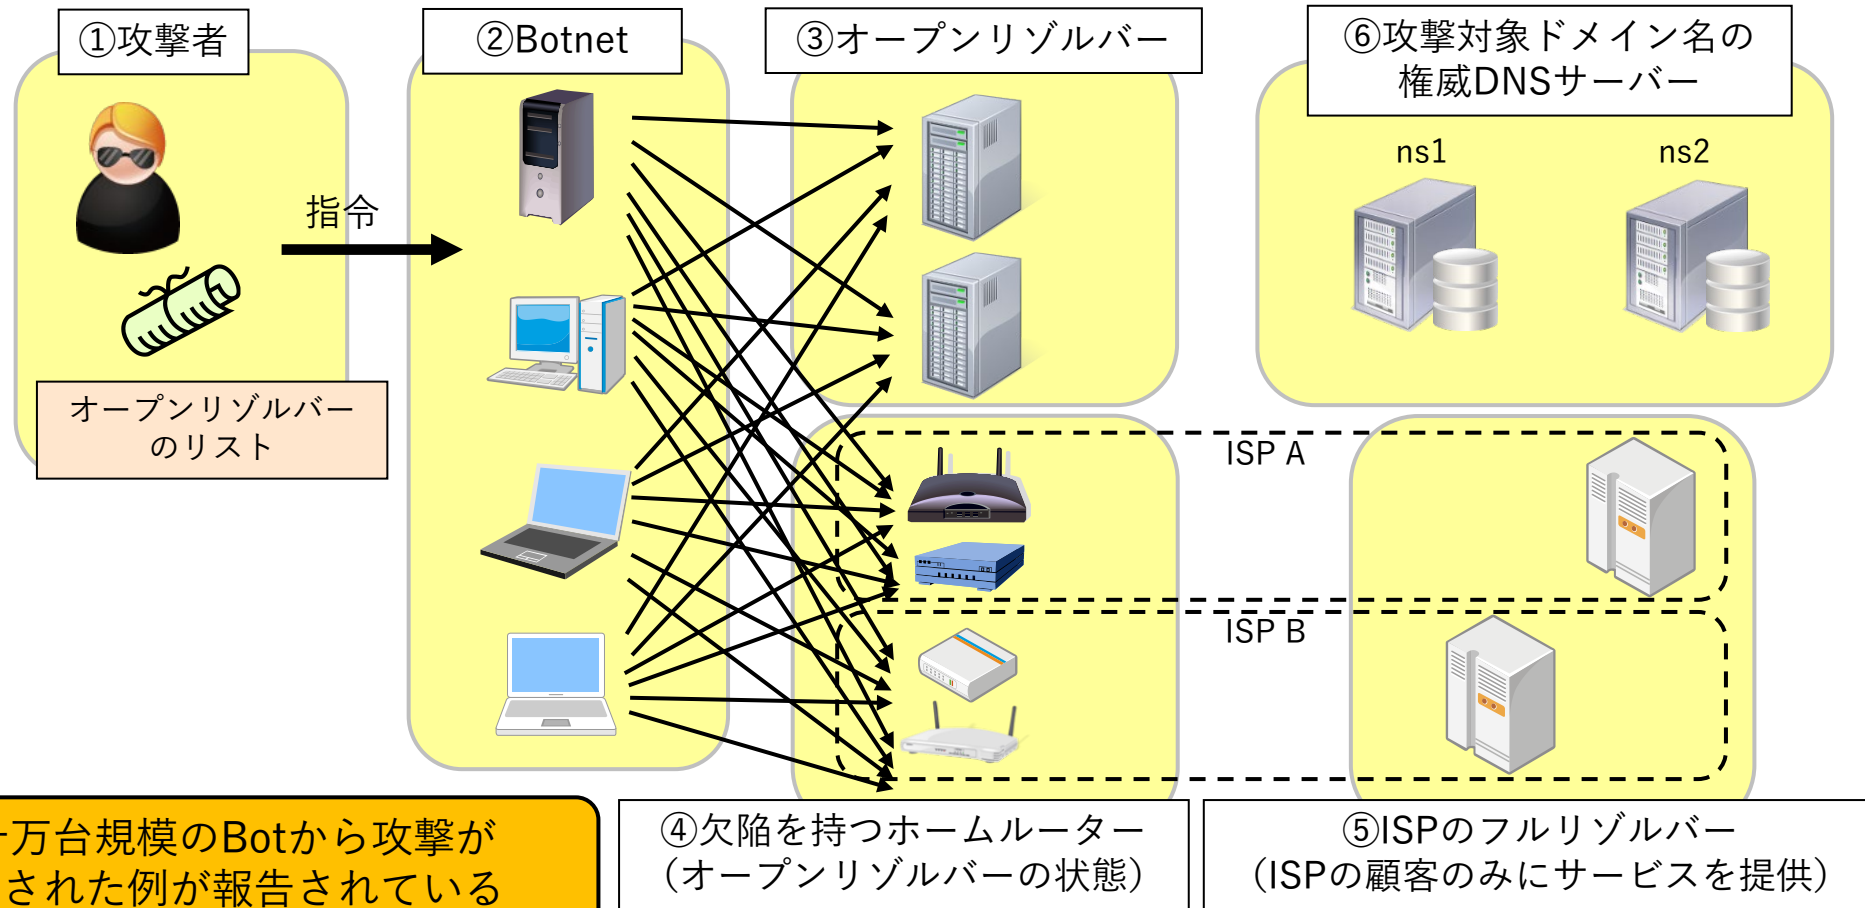 ①攻撃者
②Botnet
③オープンリゾルバー
⑥攻撃対象ドメイン名の
権威DNSサーバー
ns1
ns2
指令
オープンリゾルバー
のリスト
ISP A
ISP B
万台規模のBotから攻撃が
された例が報告されている
④欠陥を持つホームルーター
（オープンリゾルバーの状態）
⑤ISPのフルリゾルバー
（ISPの顧客のみにサービスを提供）